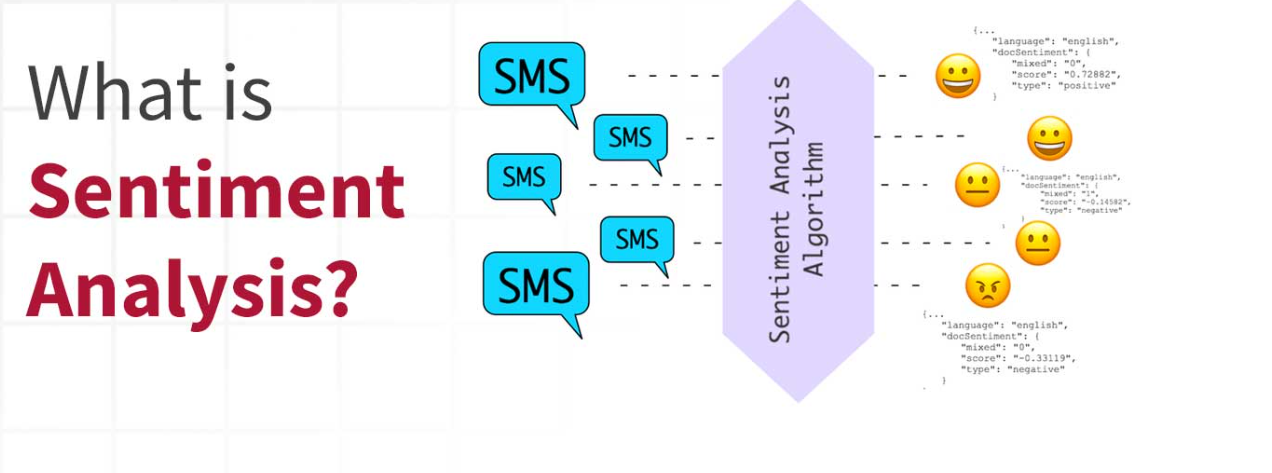 What is
Sentiment
Analysis?
SMS
SMS
SMS
SMS
SMS
Sentiment Analysis
Algorithm
{...
"language": "english",
"docSentiment": {
"mixed": "0",
"score": "0.72882",
"type": "positive"
}
{...
"language": "english",
"docSentiment": {
"mixed": "1",
"score": "-0.14582",
"type": "negative"
}
{...
"language": "english",
"docSentiment": {
"mixed": "0",
"score": "-0.33119",
"type": "negative"
}